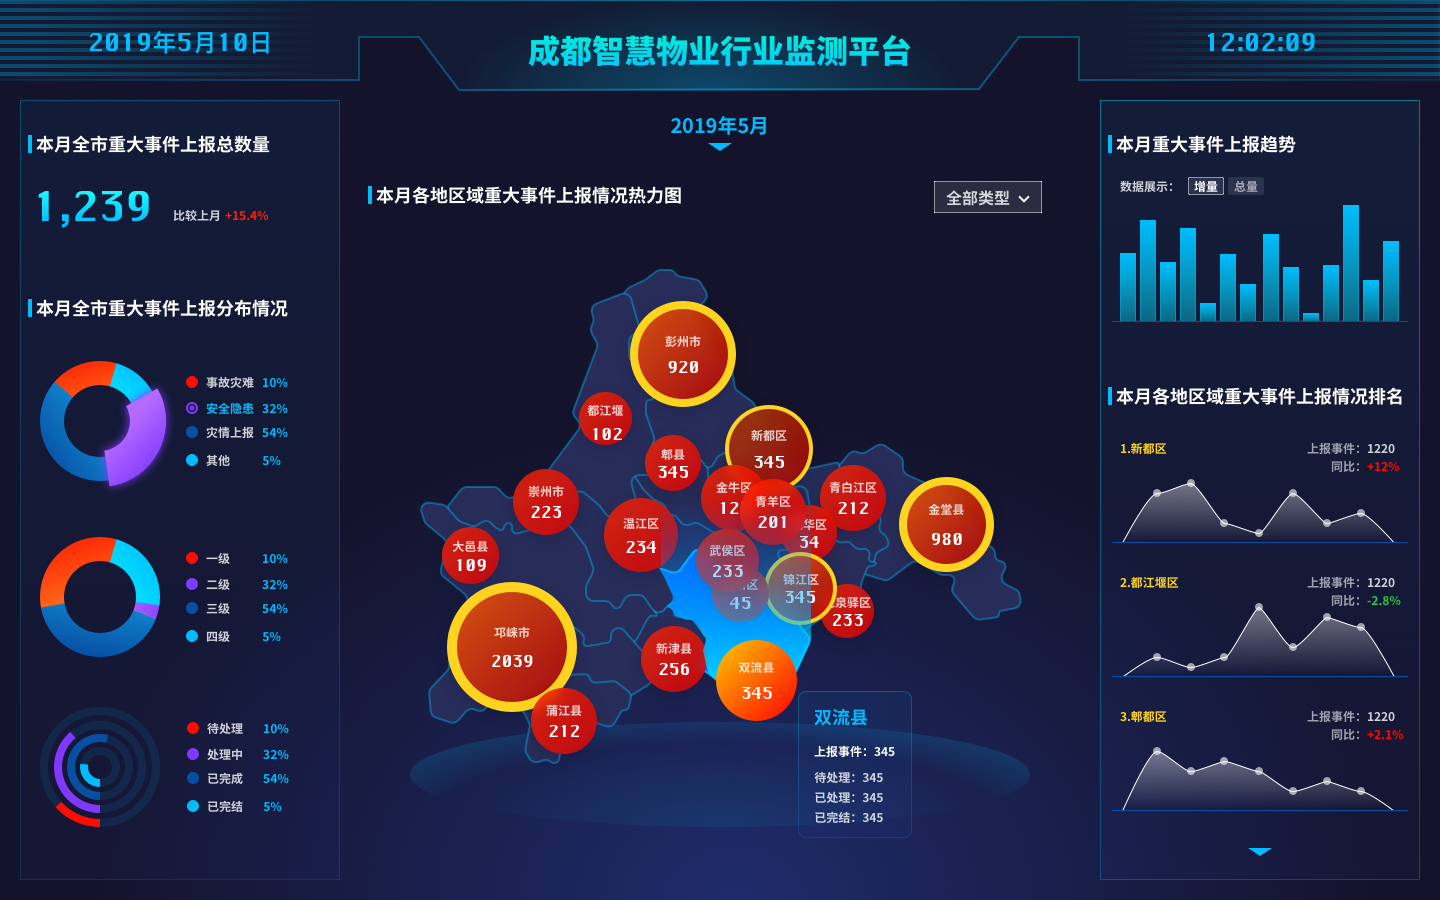 2019年5月10日
成都智慧物业行业监测平台
12:02:09
本月全市重大事件上报总数量
1,239
比较上月 +15.4%
本月全市重大事件上报分布情况
事故灾难 10%
安全隐患 32%
灾情上报 54%
其他 5%
一级 10%
二级 32%
三级 54%
四级 5%
待处理 10%
处理中 32%
已完成 54%
已完结 5%
2019年5月
本月各地区域重大事件上报情况热力图
全部类型
彭州市
920
都江堰
102
新都区
345
郫县
345
崇州市
223
金牛区
12
青羊区
201
青白江区
212
温江区
234
华区
34
金堂县
980
大邑县
109
武侯区
233
区
45
锦江区
345
泉驿区
233
邛崃市
2039
新津县
256
双流县
345
蒲江县
212
双流县
上报事件：345
待处理：345
已处理：345
已完结：345
本月重大事件上报趋势
数据展示： 增量 总量
本月各地区域重大事件上报情况排名
1.新都区
上报事件：1220
同比：+12%
2.都江堰区
上报事件：1220
同比：-2.8%
3.郫都区
上报事件：1220
同比：+2.1%